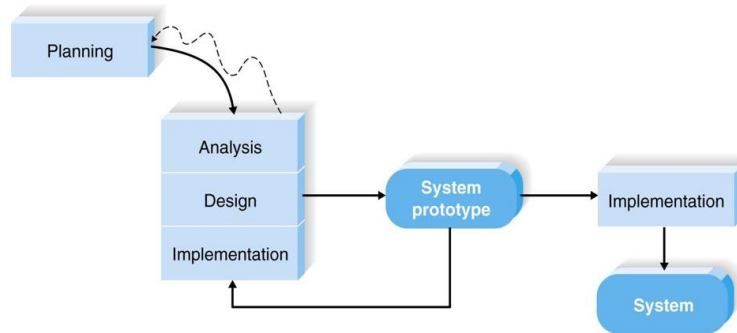 Planning
Analysis
Design
Implementation
System
prototype
Implementation
System